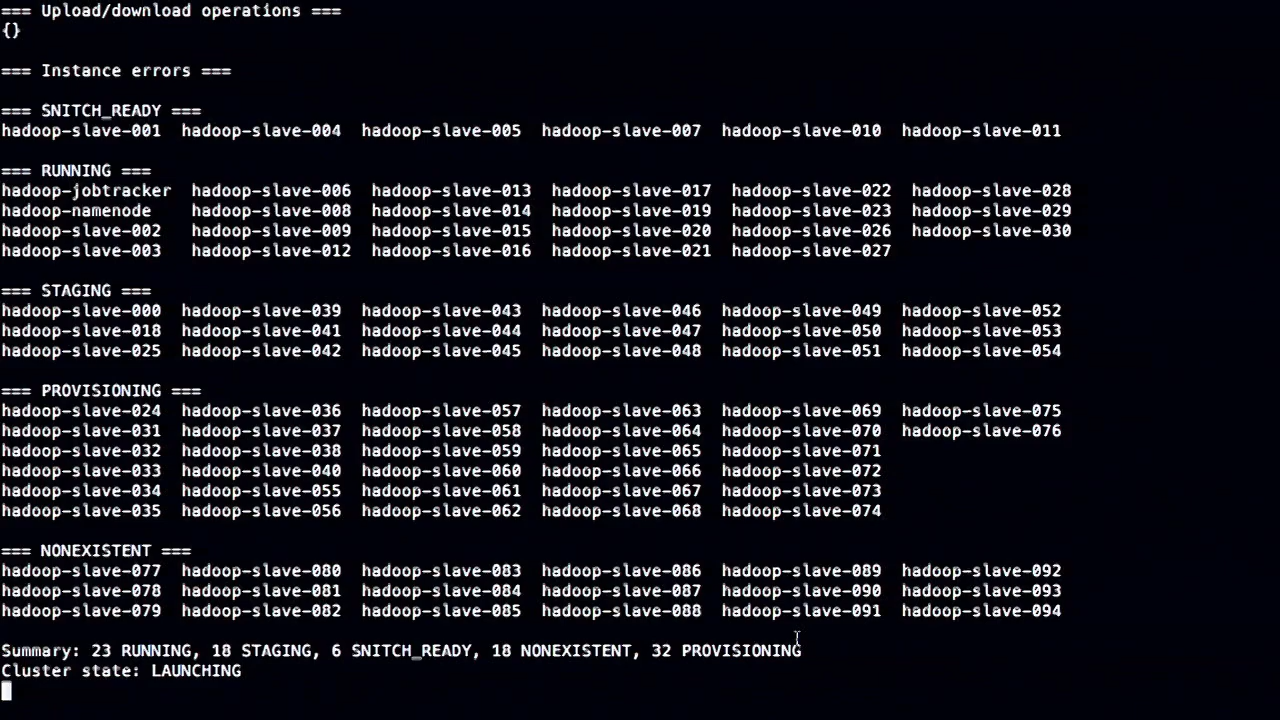 === Upload/download operations ===
{}
=== Instance errors ===
=== SNITCH_READY ===
hadoop-slave-001 hadoop-slave-004 hadoop-slave-005 hadoop-slave-007 hadoop-slave-010 hadoop-slave-011
=== RUNNING ===
hadoop-jobtracker hadoop-slave-006 hadoop-slave-013 hadoop-slave-017 hadoop-slave-022 hadoop-slave-028
hadoop-namenode hadoop-slave-008 hadoop-slave-014 hadoop-slave-019 hadoop-slave-023 hadoop-slave-029
hadoop-slave-002 hadoop-slave-009 hadoop-slave-015 hadoop-slave-020 hadoop-slave-026 hadoop-slave-030
hadoop-slave-003 hadoop-slave-012 hadoop-slave-016 hadoop-slave-021 hadoop-slave-027
=== STAGING ===
hadoop-slave-000 hadoop-slave-039 hadoop-slave-043 hadoop-slave-046 hadoop-slave-049 hadoop-slave-052
hadoop-slave-018 hadoop-slave-041 hadoop-slave-044 hadoop-slave-047 hadoop-slave-050 hadoop-slave-053
hadoop-slave-025 hadoop-slave-042 hadoop-slave-045 hadoop-slave-048 hadoop-slave-051 hadoop-slave-054
=== PROVISIONING ===
hadoop-slave-024 hadoop-slave-036 hadoop-slave-057 hadoop-slave-063 hadoop-slave-069 hadoop-slave-075
hadoop-slave-031 hadoop-slave-037 hadoop-slave-058 hadoop-slave-064 hadoop-slave-070 hadoop-slave-076
hadoop-slave-032 hadoop-slave-038 hadoop-slave-059 hadoop-slave-065 hadoop-slave-071
hadoop-slave-033 hadoop-slave-040 hadoop-slave-060 hadoop-slave-066 hadoop-slave-072
hadoop-slave-034 hadoop-slave-055 hadoop-slave-061 hadoop-slave-067 hadoop-slave-073
hadoop-slave-035 hadoop-slave-056 hadoop-slave-062 hadoop-slave-068 hadoop-slave-074
=== NONEXISTENT ===
hadoop-slave-077 hadoop-slave-080 hadoop-slave-083 hadoop-slave-086 hadoop-slave-089 hadoop-slave-092
hadoop-slave-078 hadoop-slave-081 hadoop-slave-084 hadoop-slave-087 hadoop-slave-090 hadoop-slave-093
hadoop-slave-079 hadoop-slave-082 hadoop-slave-085 hadoop-slave-088 hadoop-slave-091 hadoop-slave-094
Summary: 23 RUNNING, 18 STAGING, 6 SNITCH_READY, 18 NONEXISTENT, 32 PROVISIONING
Cluster state: LAUNCHING